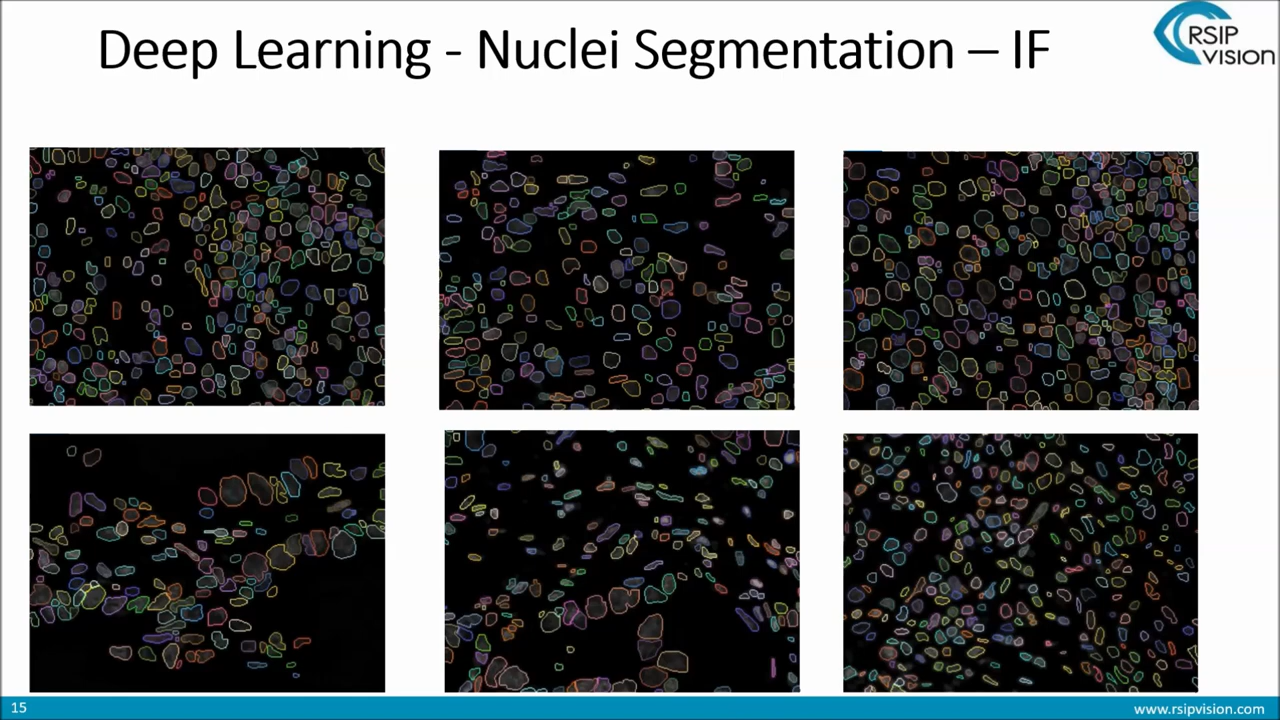 Deep Learning - Nuclei Segmentation – IF
RSIP
vision
15
www.rsipvision.com